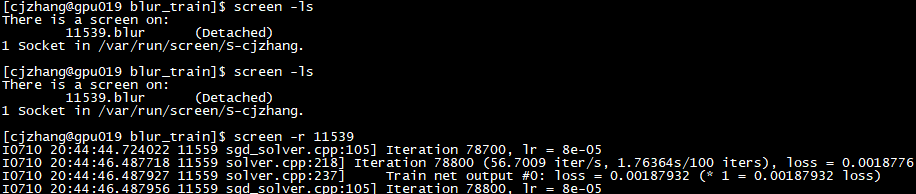 [cjzhang@gpu019 blur_train]$ screen -ls
There is a screen on:
        11539.blur      (Detached)
1 Socket in /var/run/screen/S-cjzhang.

[cjzhang@gpu019 blur_train]$ screen -ls
There is a screen on:
        11539.blur      (Detached)
1 Socket in /var/run/screen/S-cjzhang.

[cjzhang@gpu019 blur_train]$ screen -r 11539
I0710 20:44:44.724022 11559 sgd_solver.cpp:105] Iteration 78700, lr = 8e-05
I0710 20:44:46.487718 11559 solver.cpp:218] Iteration 78800 (56.7009 iter/s, 1.76364s/100 iters), loss = 0.0018776
I0710 20:44:46.487927 11559 solver.cpp:237]     Train net output #0: loss = 0.00187932 (* 1 = 0.00187932 loss)
I0710 20:44:46.487956 11559 sgd_solver.cpp:105] Iteration 78800, lr = 8e-05